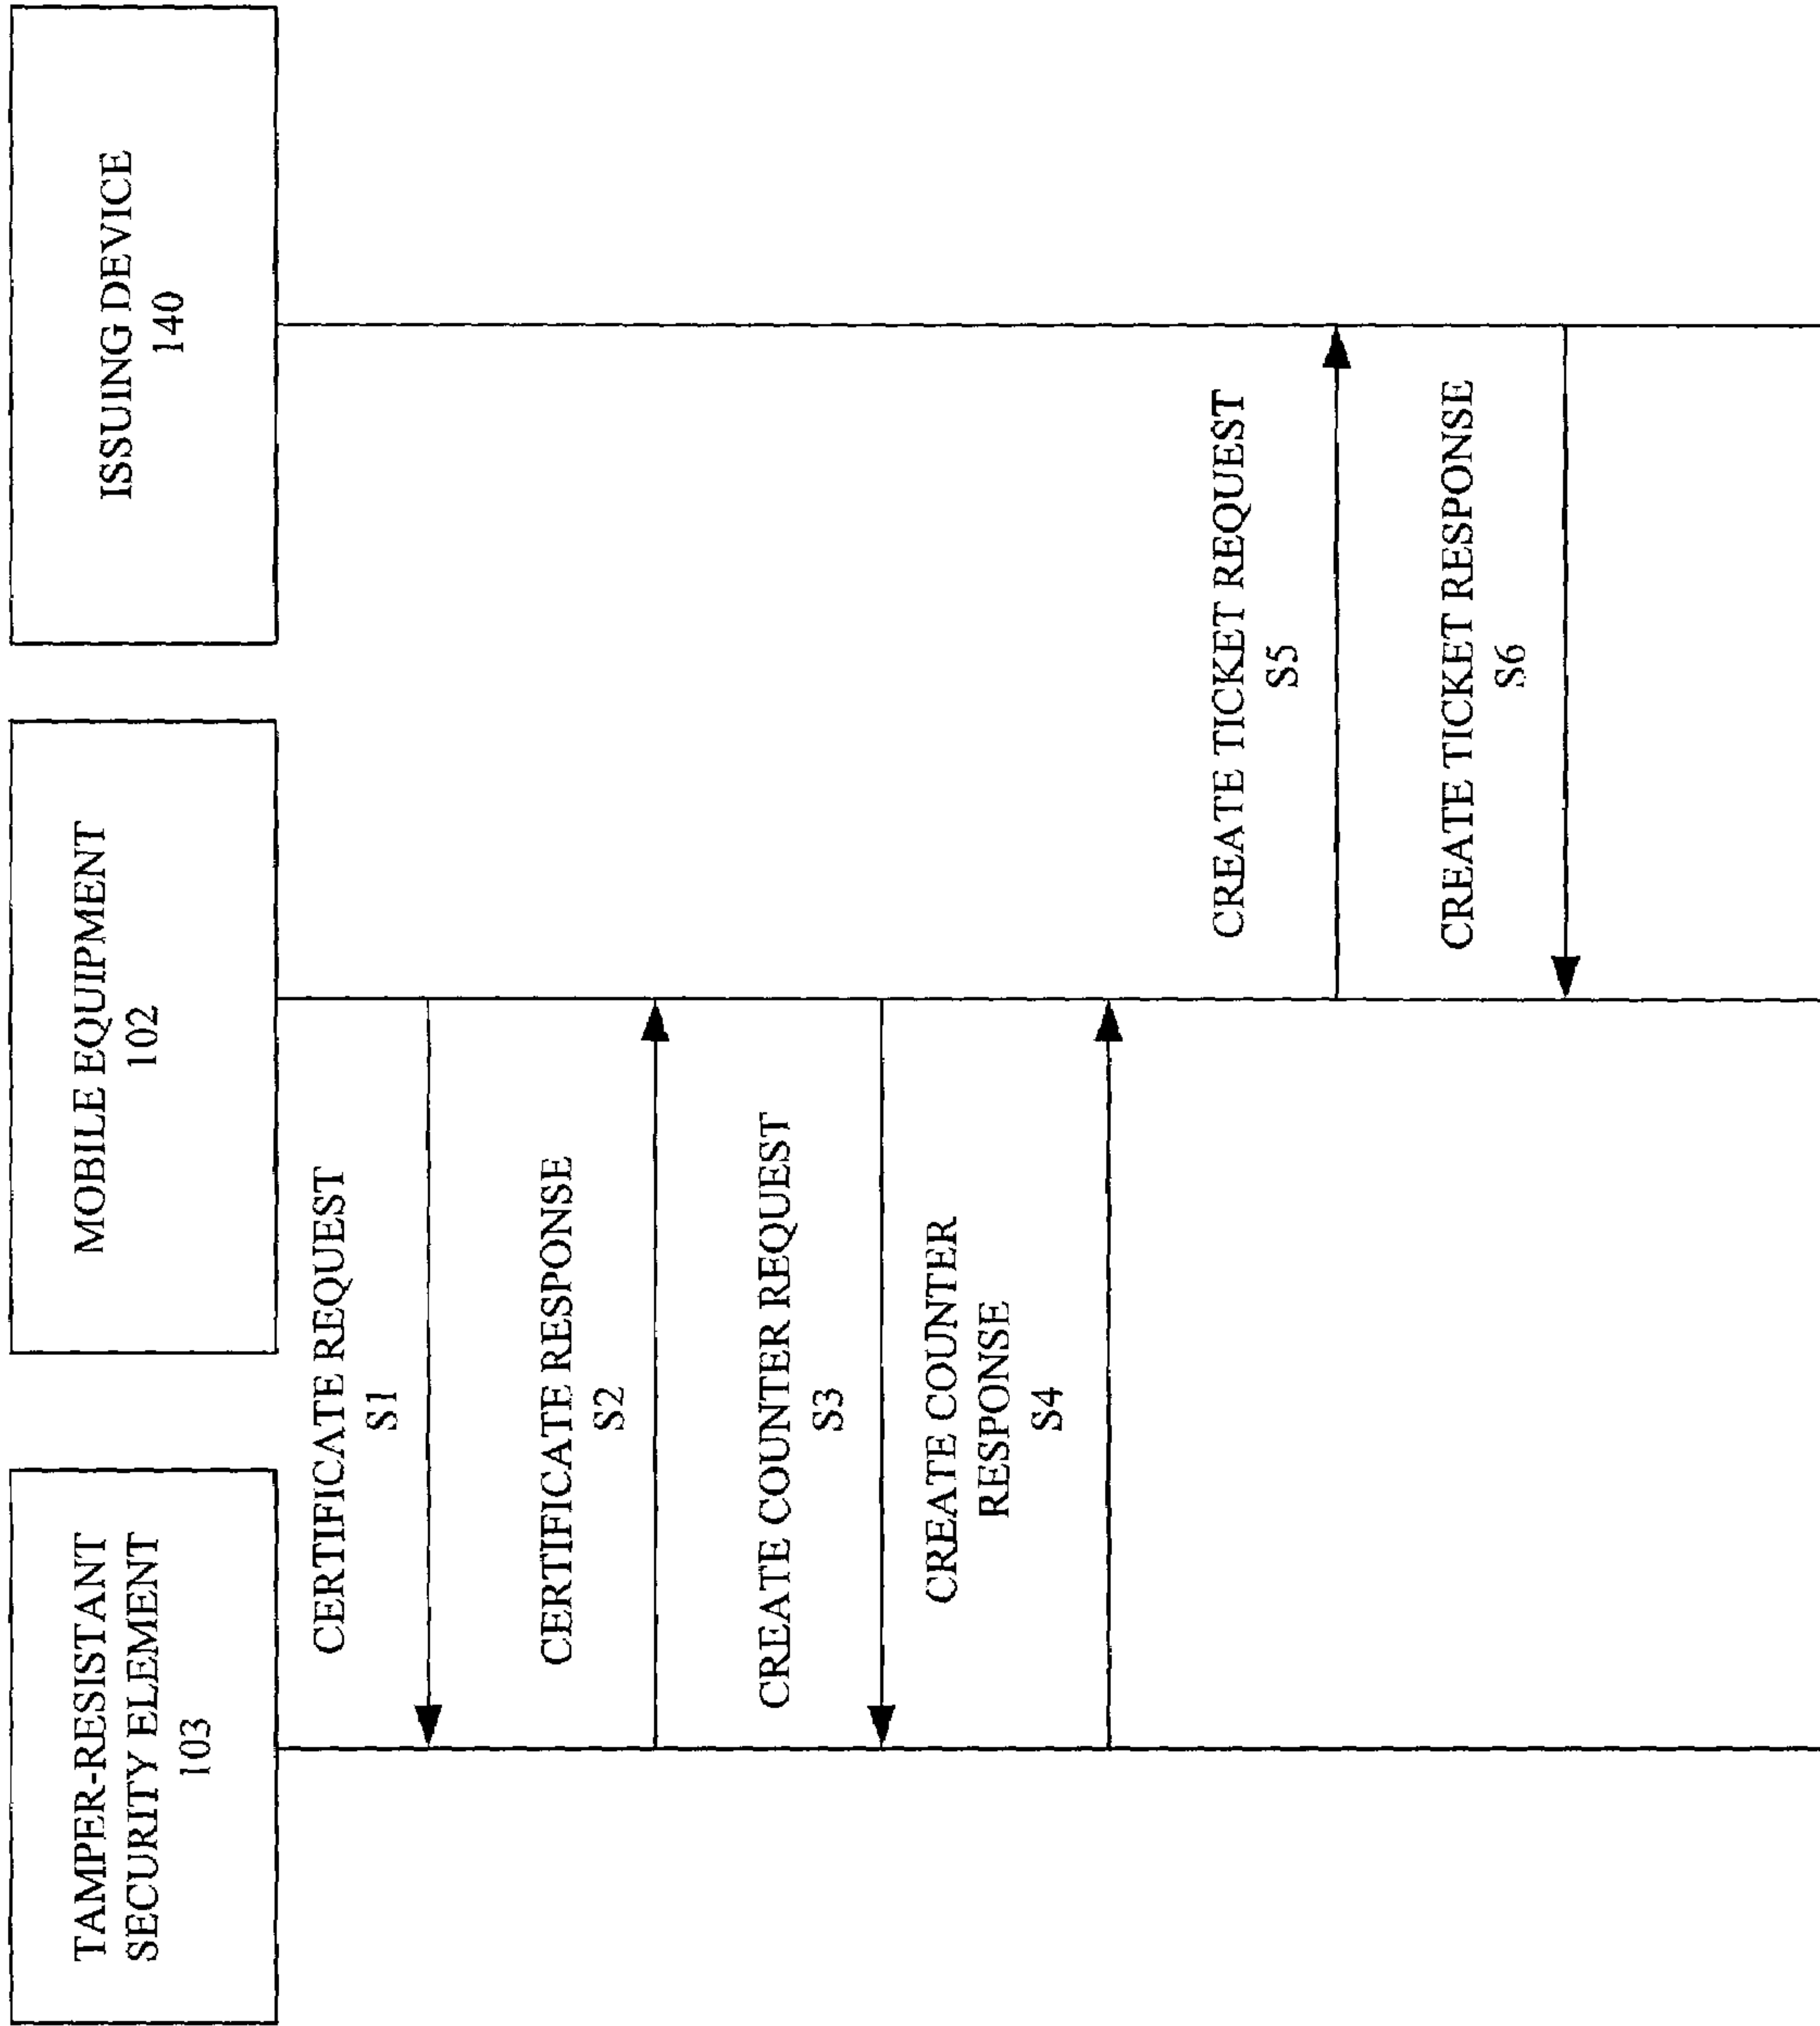 TAMPER-RESISTANT
SECURITY ELEMENT
103
MOBILE EQUIPMENT
102
ISSUING DEVICE
140
CERTIFICATE REQUEST
S1
CERTIFICATE RESPONSE
S2
CREATE COUNTER REQUEST
S3
CREATE COUNTER
RESPONSE
S4
CREATE TICKET REQUEST
S5
CREATE TICKET RESPONSE
S6